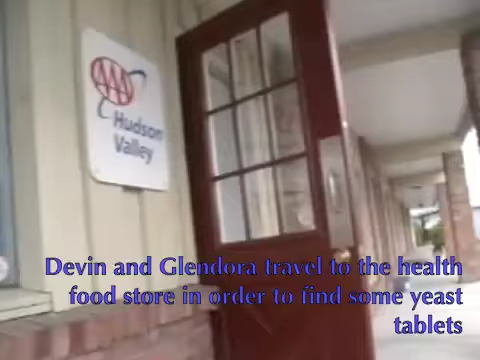 AAA
Hudson
Valley
Devin and Glendora travel to the health
food store in order to find some yeast
tablets